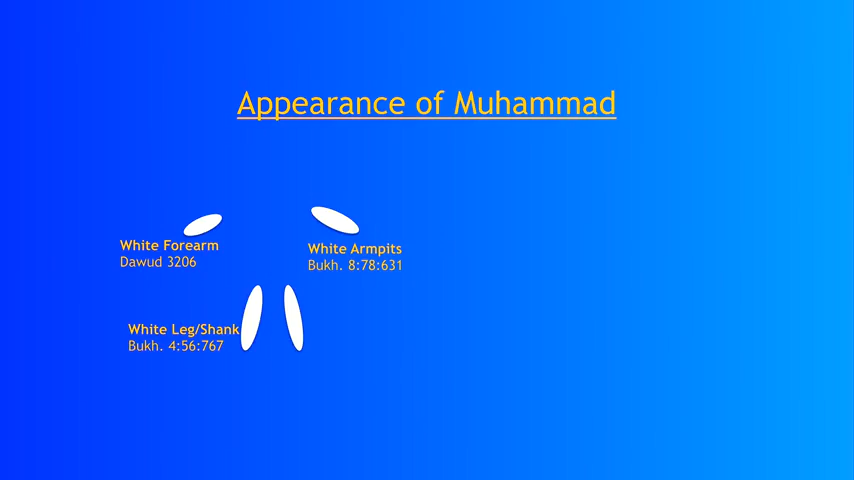 Appearance of Muhammad
White Forearm
Dawud 3206
White Armpits
Bukh. 8:78:631
White Leg/Shank
Bukh. 4:56:767